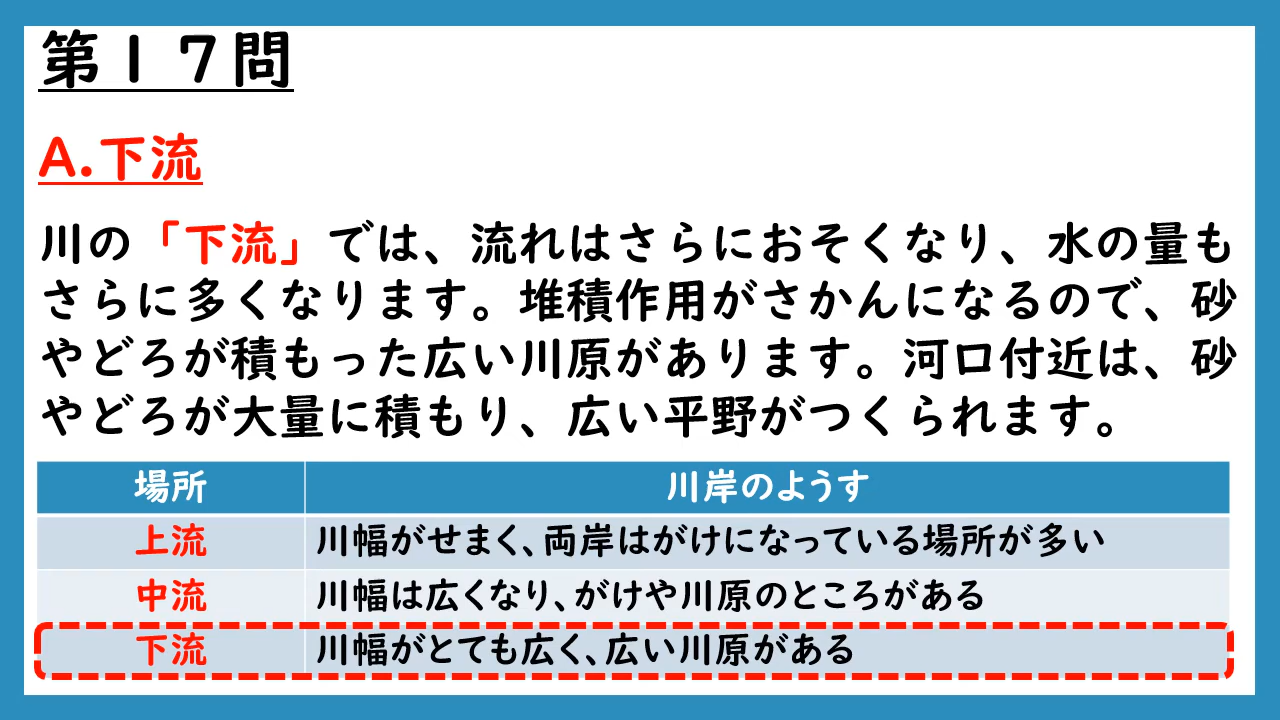 第１７問
A.下流
川の「下流」では、流れはさらにおそくなり、水の量も
さらに多くなります。堆積作用がさかんになるので、砂
やどろが積もった広い川原があります。河口付近は、砂
やどろが大量に積もり、広い平野がつくられます。
場所 川岸のようす
上流 川幅がせまく、両岸はがけになっている場所が多い
中流 川幅は広くなり、がけや川原のところがある
下流 川幅がとても広く、広い川原がある